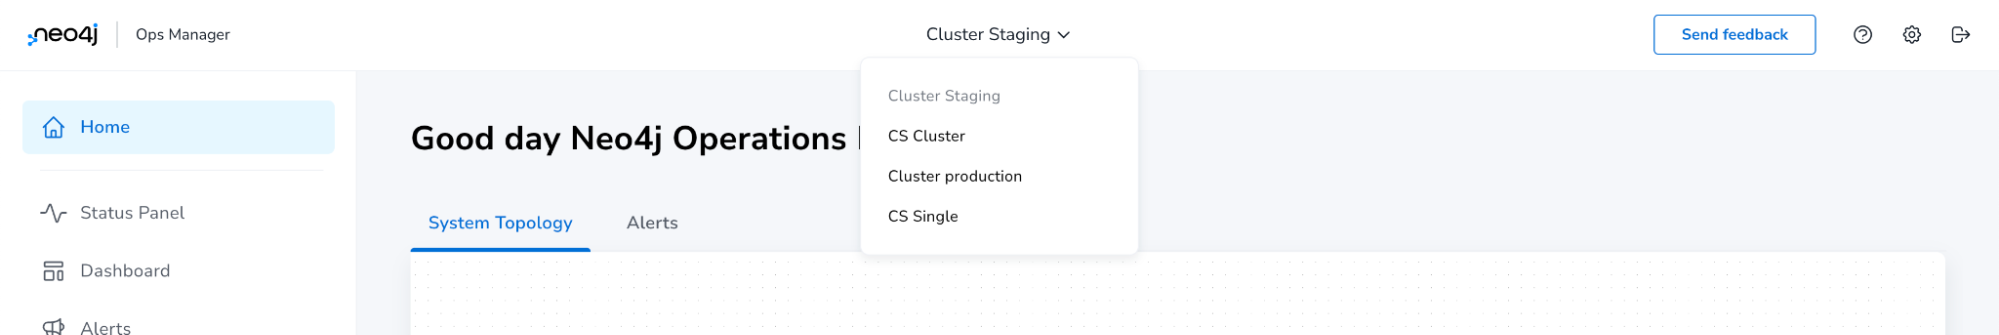 neo4j Ops Manager
Cluster Staging
Send feedback
Cluster Staging
CS Cluster
Cluster production
CS Single
Home
Status Panel
Dashboard
Alerts
Good day Neo4j Operations
System Topology
Alerts